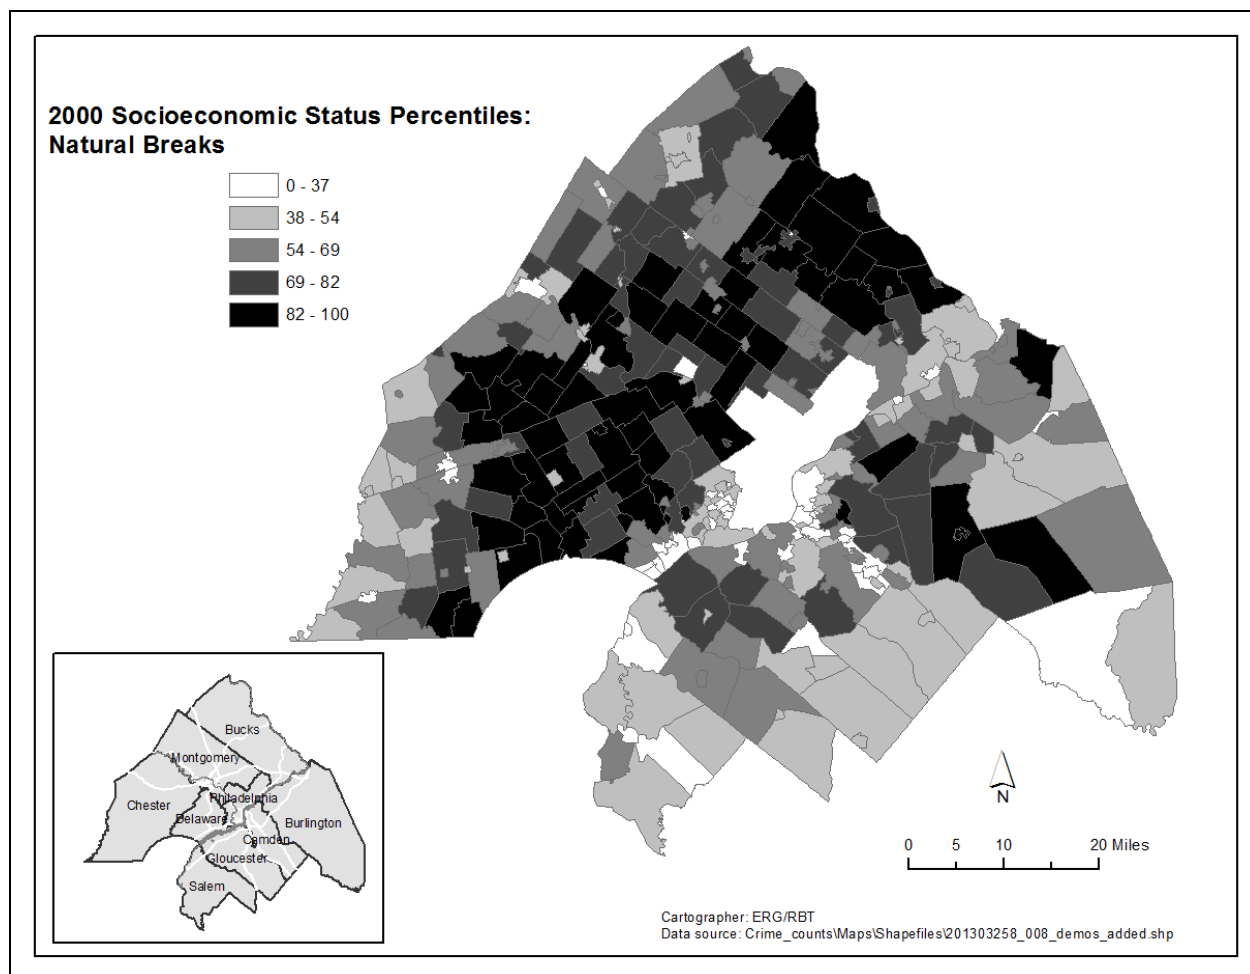 2000 Socioeconomic Status Percentiles:
Natural Breaks
0 - 37
38 - 54
54 - 69
69 - 82
82 - 100
Bucks
Montgomery
Philadelphia
Chester
Delaware
Burlington
Camden
Gloucester
Salem
N
0 5 10 20 Miles
Cartographer: ERG/RBT
Data source: Crime_counts\Maps\Shapefiles\201303258_008_demos_added.shp